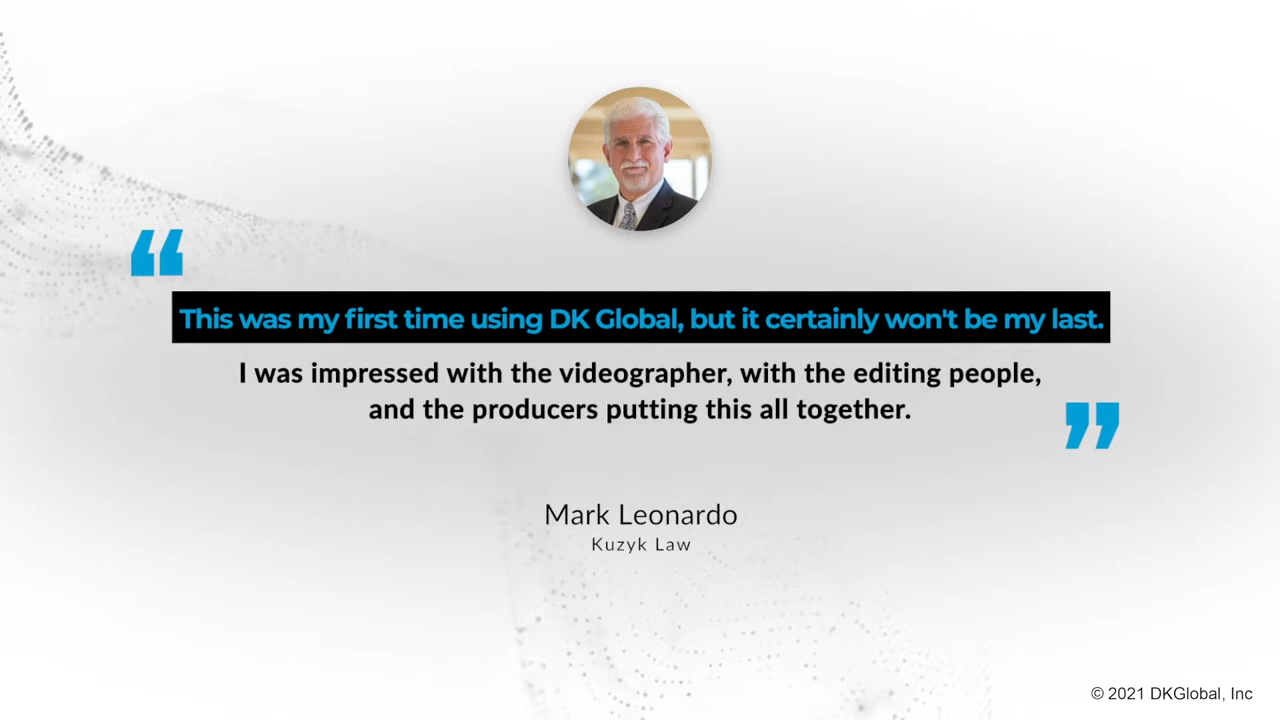 “
This was my first time using DK Global, but it certainly won't be my last.
I was impressed with the videographer, with the editing people,
and the producers putting this all together.
”
Mark Leonardo
Kuzyk Law
© 2021 DKGlobal, Inc